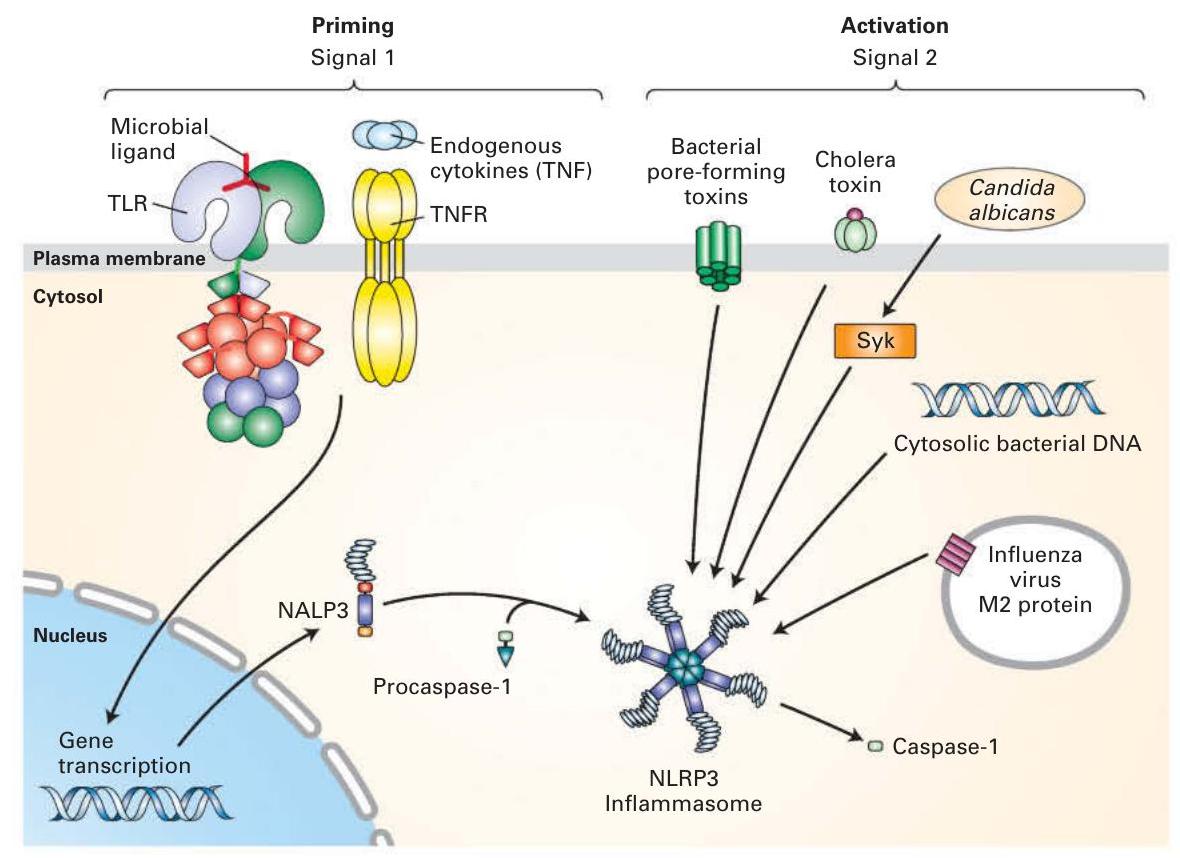 Priming
Signal 1
Activation
Signal 2
Microbial
ligand
TLR
Endogenous
cytokines (TNF)
TNFR
Bacterial
pore-forming
toxins
Cholera
toxin
Candida
albicans
Plasma membrane
Cytosol
Syk
Cytosolic bacterial DNA
Influenza
virus
M2 protein
NALP3
Nucleus
Procaspase-1
Gene
transcription
Caspase-1
NLRP3
Inflammasome